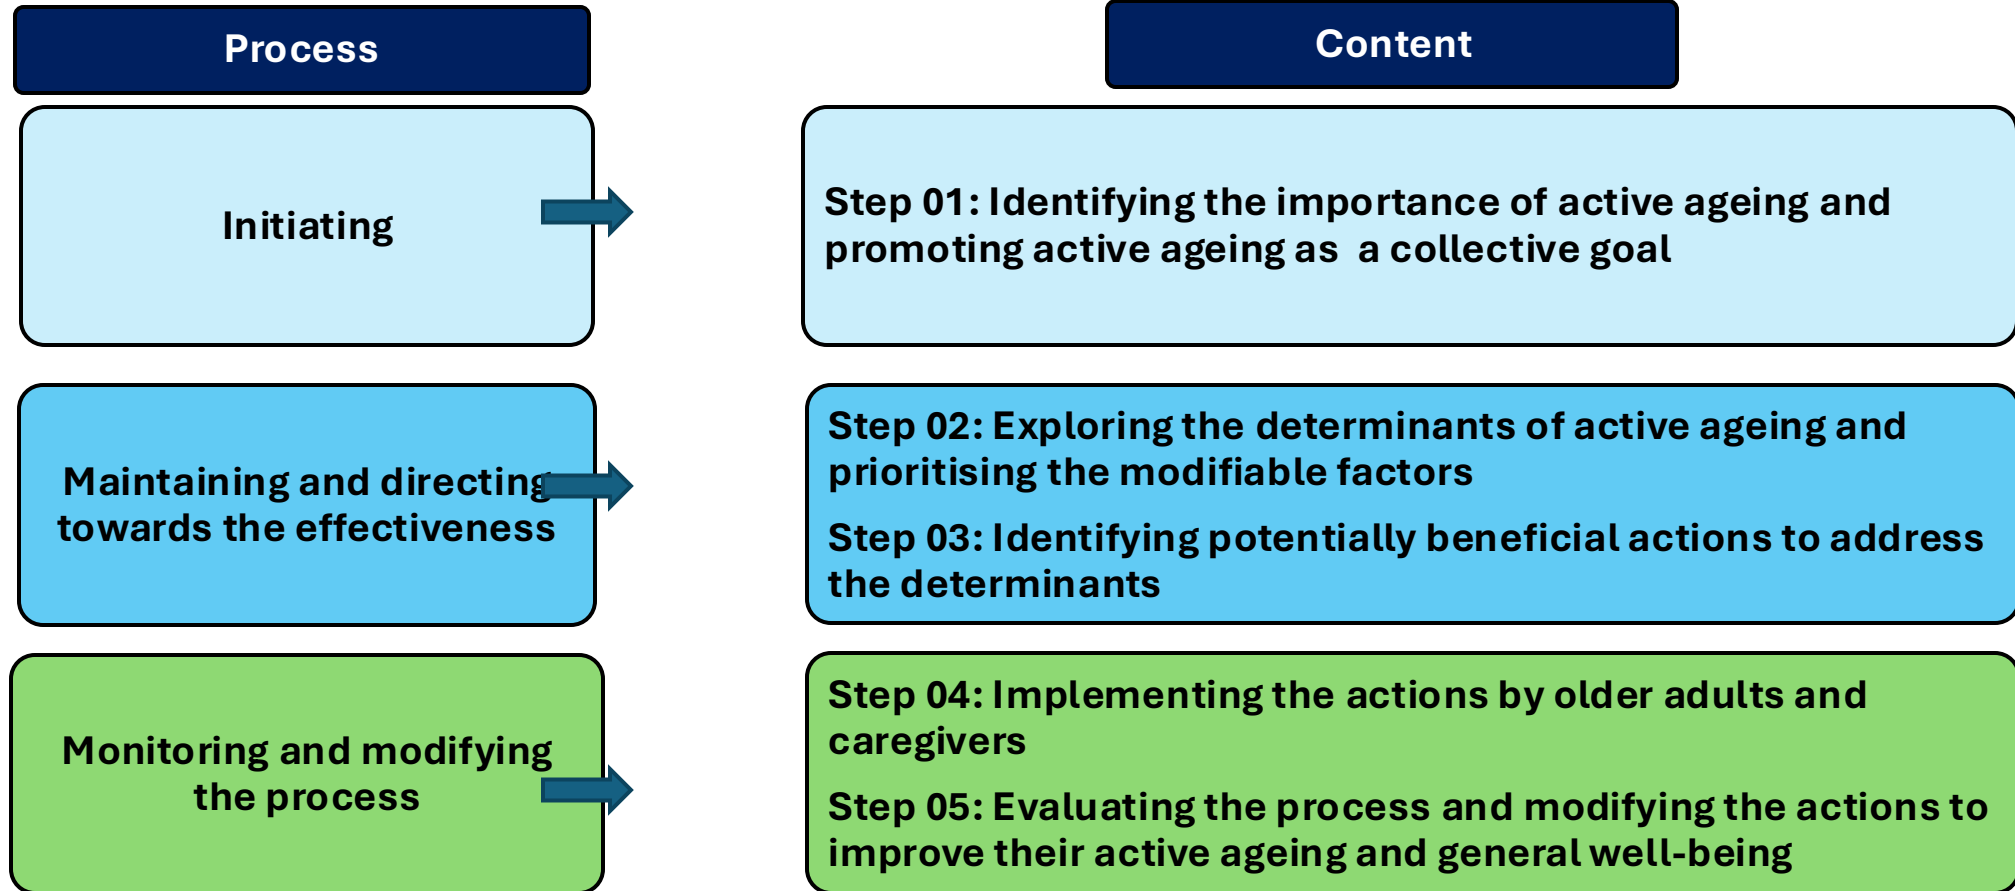 Process
Content
Initiating
Step 01: Identifying the importance of active ageing and
promoting active ageing as  a collective goal
Maintaining and directing
towards the effectiveness
Step 02: Exploring the determinants of active ageing and
prioritising the modifiable factors
Step 03: Identifying potentially beneficial actions to address
the determinants
Monitoring and modifying
the process
Step 04: Implementing the actions by older adults and
caregivers
Step 05: Evaluating the process and modifying the actions to
improve their active ageing and general well-being